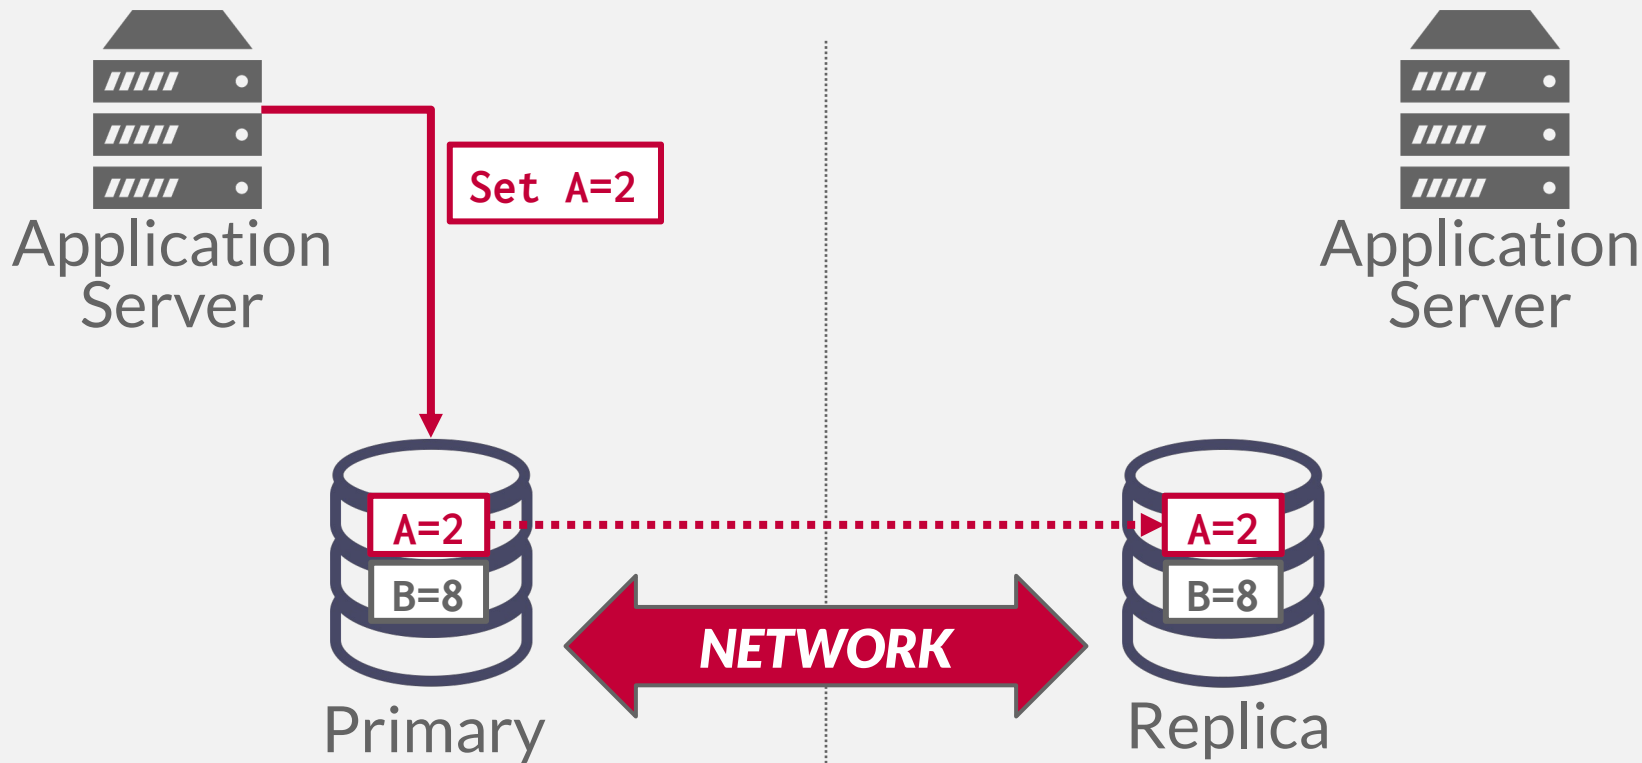 Set A=2
Application
Server
Application
Server
A=2
A=2
B=8
B=8
NETWORK
Primary
Replica